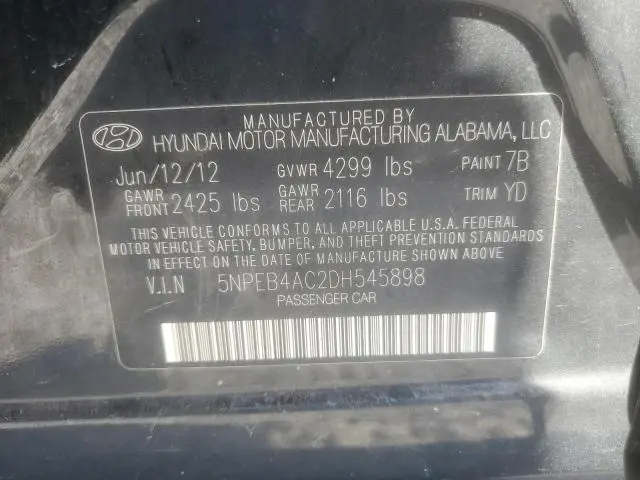 MANUFACTURED BY
HYUNDAI MOTOR MANUFACTURING ALABAMA, LLC
Jun/12/12 GVWR 4299 lbs PAINT 7B
GAWR FRONT 2425 lbs GAWR REAR 2116 lbs TRIM YD
THIS VEHICLE CONFORMS TO ALL APPLICABLE U.S.A. FEDERAL
MOTOR VEHICLE SAFETY, BUMPER, AND THEFT PREVENTION STANDARDS
IN EFFECT ON THE DATE OF MANUFACTURE SHOWN ABOVE
V.I.N 5NPEB4AC2DH545898
PASSENGER CAR